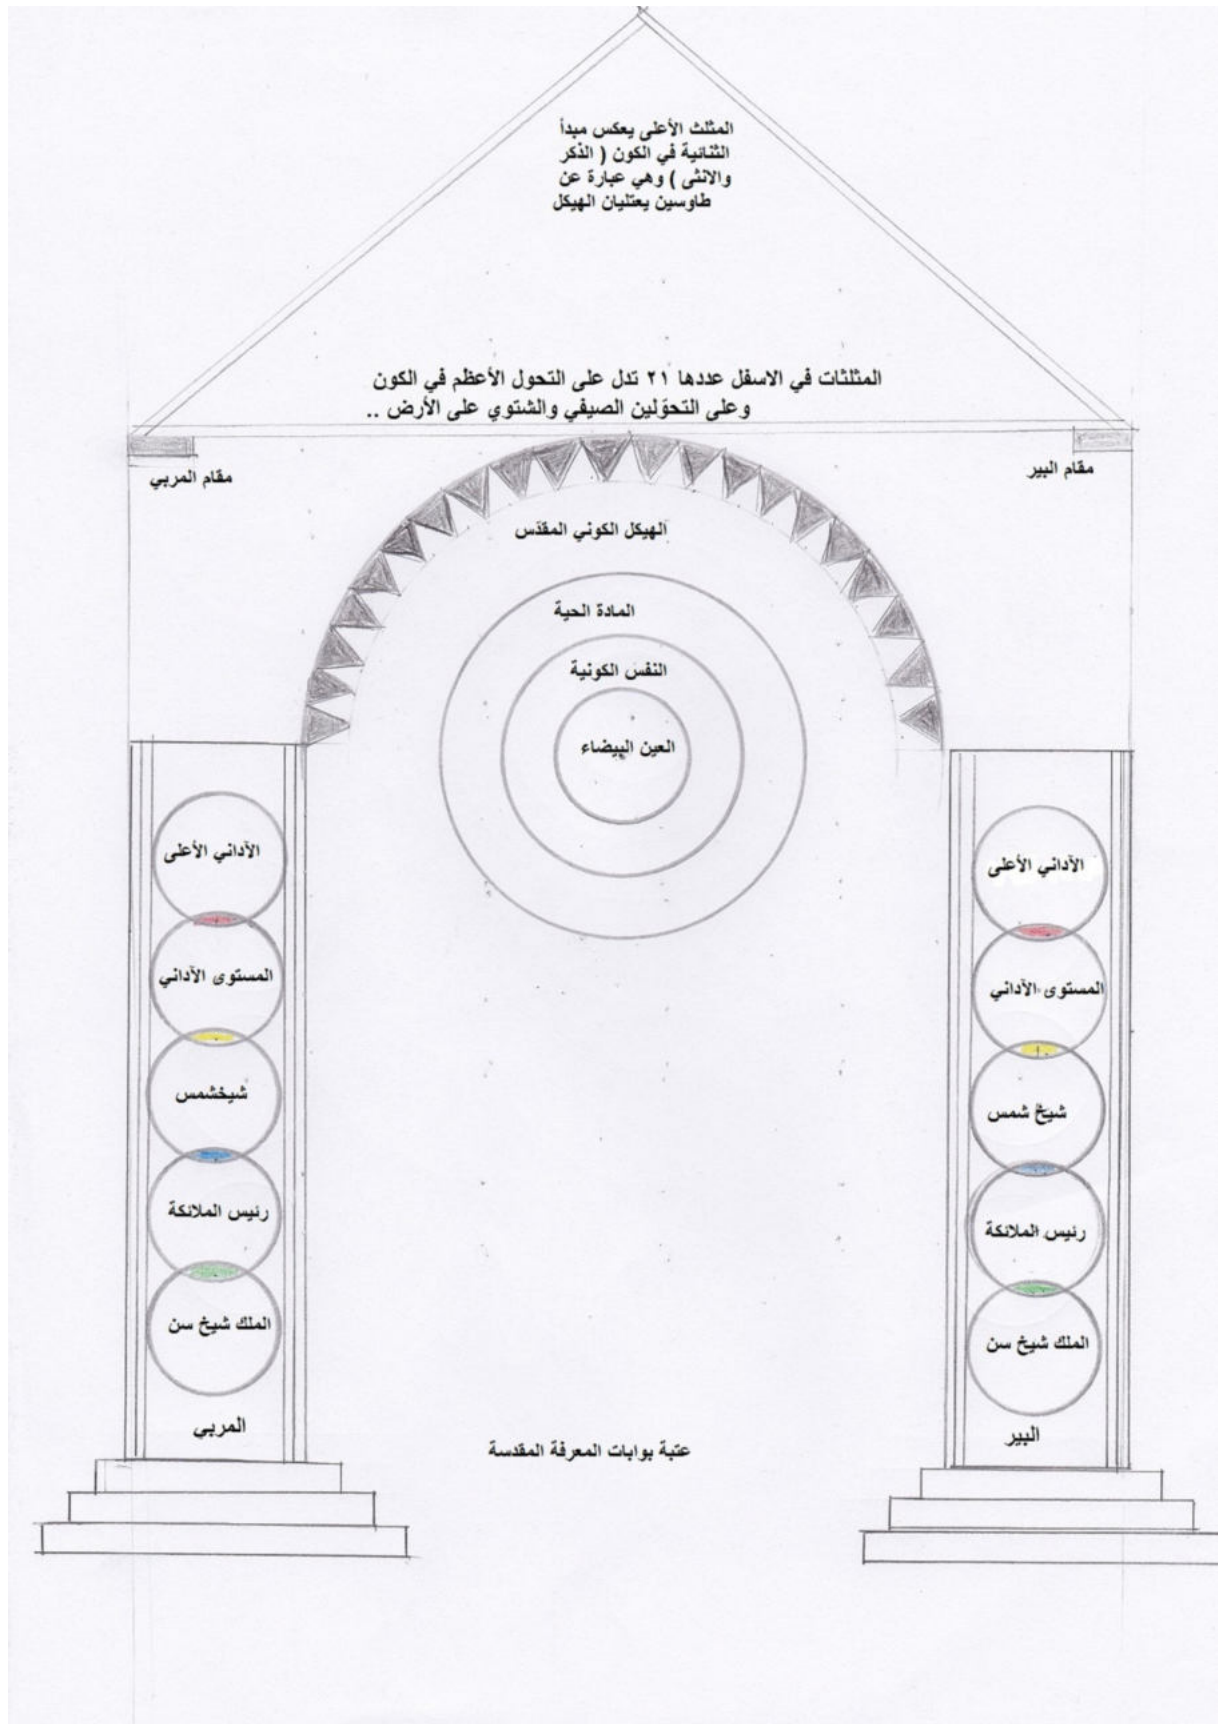 المثلث الأعلى يعكس مبدأ
الثنائية في الكون ( الذكر
والانثى ) وهي عبارة عن
طاوسين يعتليان الهيكل
المثلثات في الاسفل عددها ٢١ تدل على التحول الأعظم في الكون
وعلى التحوّلين الصيفي والشتوي على الأرض ..
مقام البير
مقام المربي
الهيكل الكوني المقدّس
المادة الحية
النفس الكونية
العين البيضاء
الآداني الأعلى
المستوى الآداني
شيخ شمس
رئيس الملائكة
الملك شيخ سن
البير
الآداني الأعلى
المستوى الآداني
شيخشمس
رئيس الملائكة
الملك شيخ سن
المربي
عتبة بوابات المعرفة المقدسة